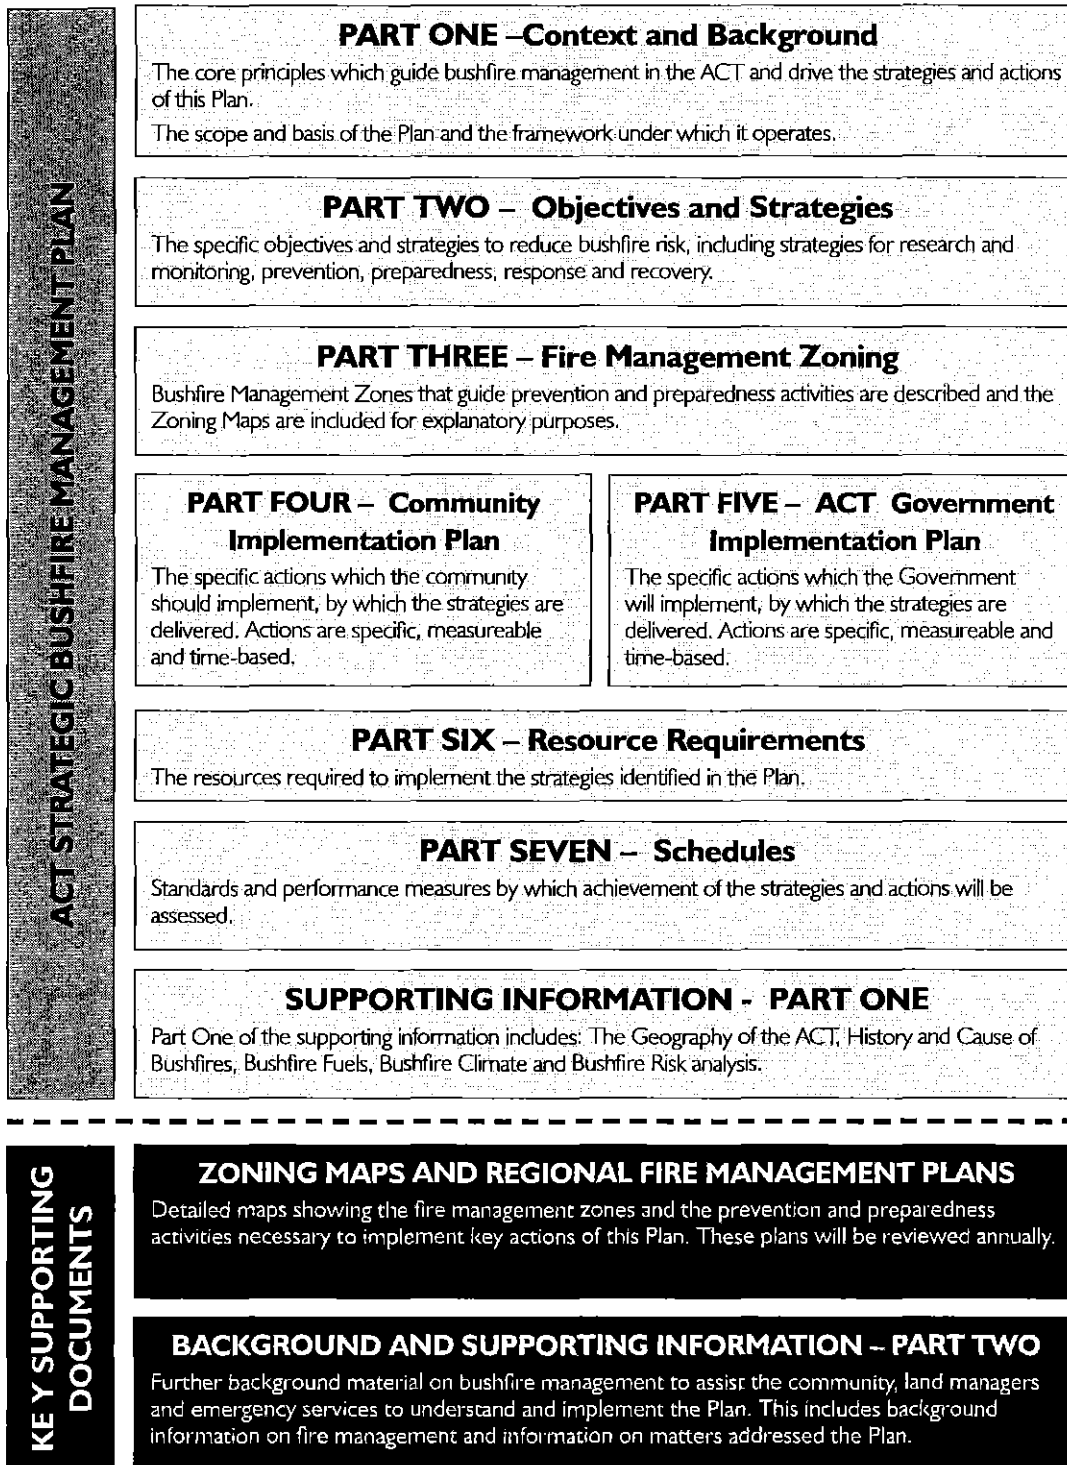 ACT STRATEGIC BUSHFIRE MANAGEMENT PLAN
PART ONE –Context and Background
The core principles which guide bushfire management in the ACT and drive the strategies and actions
of this Plan.
The scope and basis of the Plan and the framework under which it operates.
PART TWO – Objectives and Strategies
The specific objectives and strategies to reduce bushfire risk, including strategies for research and
monitoring, prevention, preparedness, response and recovery.
PART THREE – Fire Management Zoning
Bushfire Management Zones that guide prevention and preparedness activities are described and the
Zoning Maps are included for explanatory purposes.
PART FOUR – Community
Implementation Plan
The specific actions which the community
should implement, by which the strategies are
delivered. Actions are specific, measureable
and time-based.
PART FIVE – ACT Government
Implementation Plan
The specific actions which the Government
will implement, by which the strategies are
delivered. Actions are specific, measureable and
time-based.
PART SIX – Resource Requirements
The resources required to implement the strategies identified in the Plan.
PART SEVEN – Schedules
Standards and performance measures by which achievement of the strategies and actions will be
assessed.
SUPPORTING INFORMATION - PART ONE
Part One of the supporting information includes: The Geography of the ACT, History and Cause of
Bushfires, Bushfire Fuels, Bushfire Climate and Bushfire Risk analysis.
KE Y SUPPORTING
DOCUMENTS
ZONING MAPS AND REGIONAL FIRE MANAGEMENT PLANS
Detailed maps showing the fire management zones and the prevention and preparedness
activities necessary to implement key actions of this Plan. These plans will be reviewed annually.
BACKGROUND AND SUPPORTING INFORMATION – PART TWO
Further background material on bushfire management to assist the community, land managers
and emergency services to understand and implement the Plan. This includes background
information on fire management and information on matters addressed the Plan.